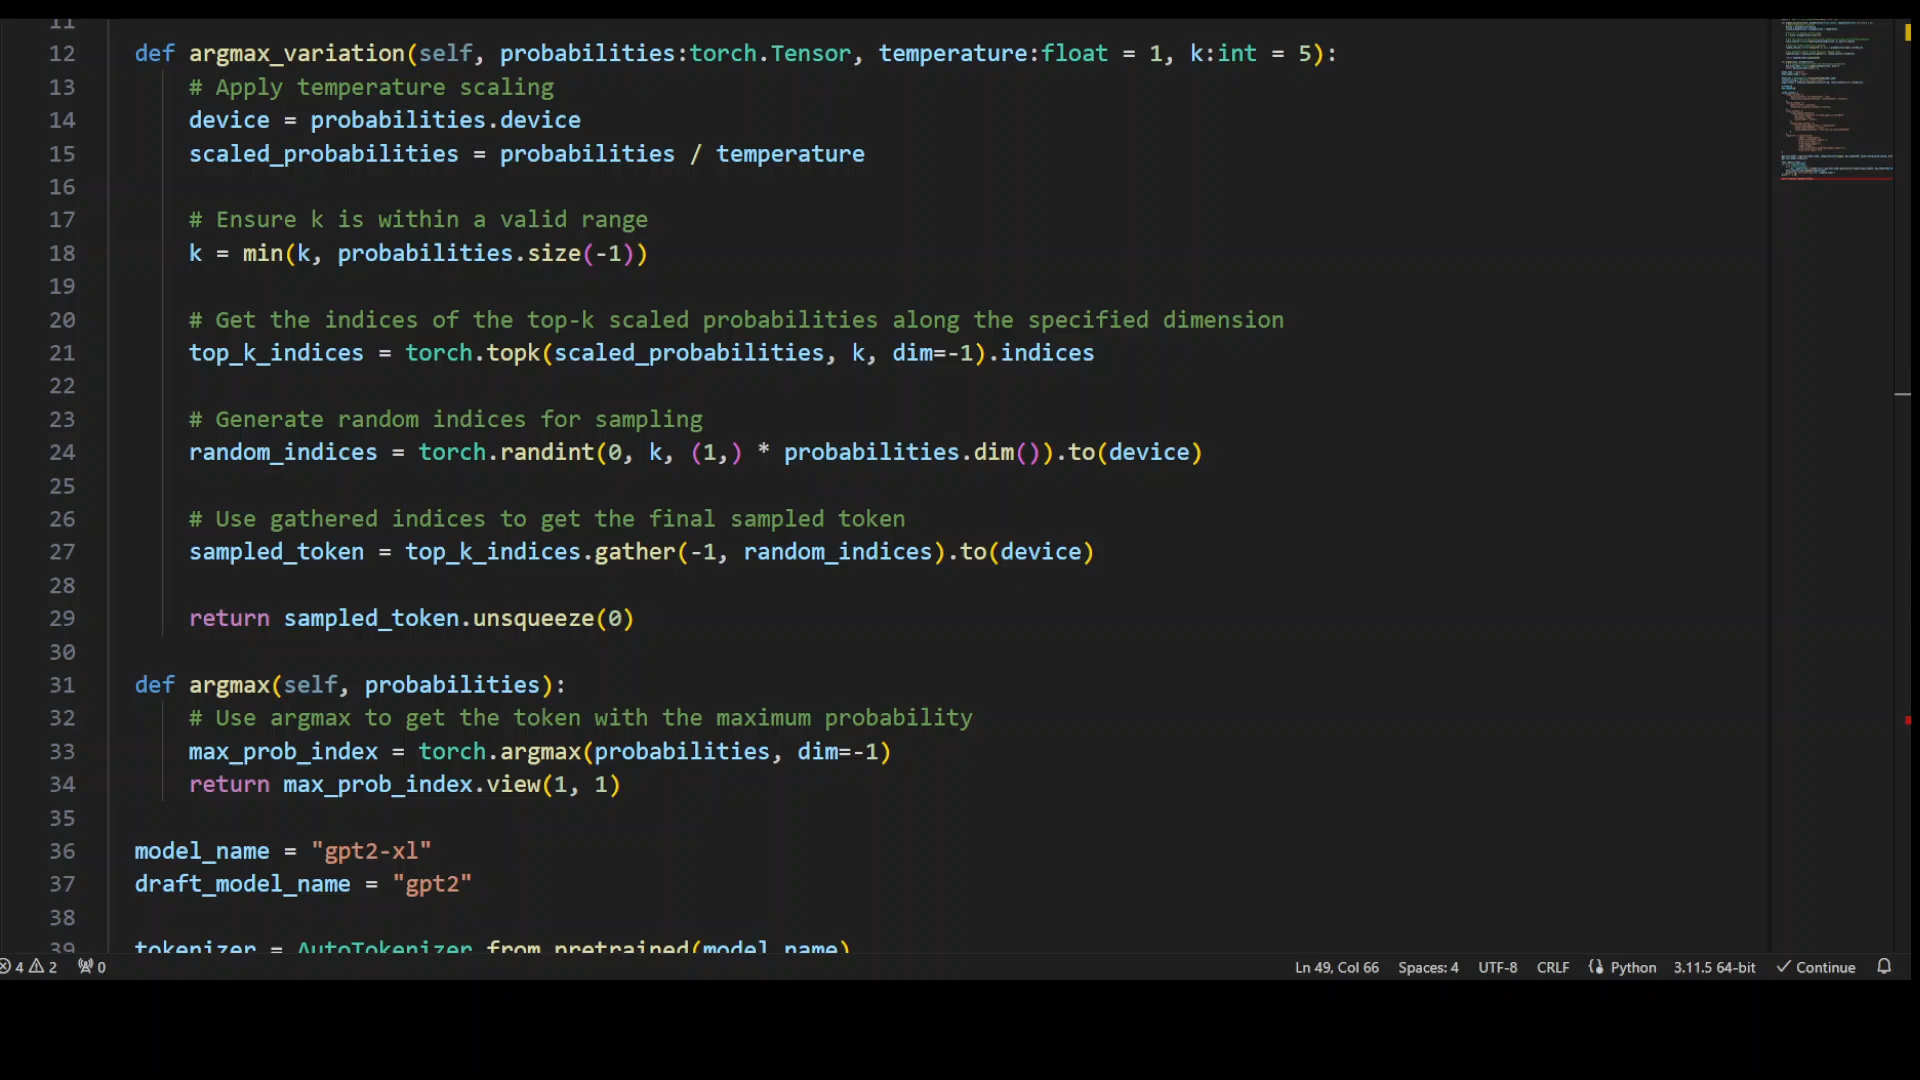 11
12 def argmax_variation(self, probabilities:torch.Tensor, temperature:float = 1, k:int = 5):
13 # Apply temperature scaling
14 device = probabilities.device
15 scaled_probabilities = probabilities / temperature
16
17 # Ensure k is within a valid range
18 k = min(k, probabilities.size(-1))
19
20 # Get the indices of the top-k scaled probabilities along the specified dimension
21 top_k_indices = torch.topk(scaled_probabilities, k, dim=-1).indices
22
23 # Generate random indices for sampling
24 random_indices = torch.randint(0, k, (1,) * probabilities.dim()).to(device)
25
26 # Use gathered indices to get the final sampled token
27 sampled_token = top_k_indices.gather(-1, random_indices).to(device)
28
29 return sampled_token.unsqueeze(0)
30
31 def argmax(self, probabilities):
32 # Use argmax to get the token with the maximum probability
33 max_prob_index = torch.argmax(probabilities, dim=-1)
34 return max_prob_index.view(1, 1)
35
36 model_name = "gpt2-xl"
37 draft_model_name = "gpt2"
38
39 tokenizer = AutoTokenizer.from_pretrained(model_name)
4 2 0 Ln 49, Col 66 Spaces: 4 UTF-8 CRLF Python 3.11.5 64-bit Continue